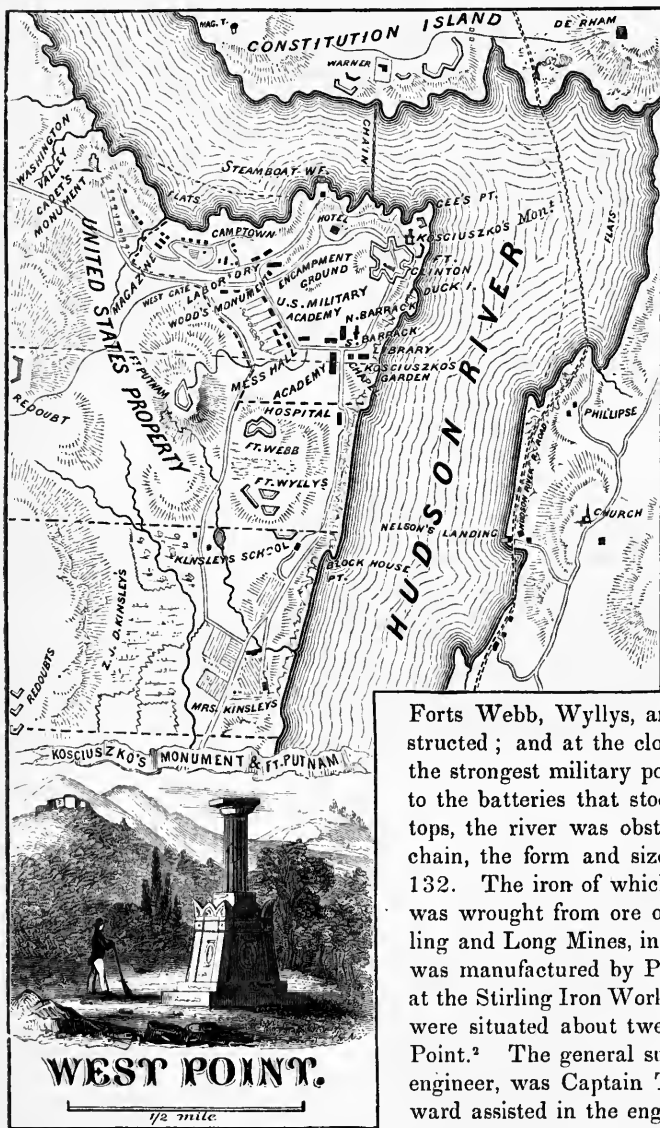 MAG. T.
CONSTITUTION ISLAND
DE RHAM
WARNER
CHAIN
WASHINGTON
VALLEY
CADET'S
MONUMENT
STEAMBOAT WF.
FLATS
GEE'S PT.
HOTEL
CAMPTOWN
KOSCIUSZKO'S Mont.
FLATS
UNITED STATES PROPERTY
MAGAZINE
WEST GATE
LABORTORY
ENCAMPMENT
GROUND
FT.
CLINTON
DUCK I.
WOOD'S MONUMENT
U.S. MILITARY
ACADEMY
N. BARRACK
S. BARRACK
LIBRARY
KOSCIUSZKO'S
GARDEN
CHAPL
MESS HALL
ACADEMY
FT. PUTNAM
HOSPITAL
REDOUBT
FT. WEBB
FT. WYLLYS
HUDSON RIVER
HUDSON RIVER R. ROAD
PHILLIPSE
CHURCH
NELSON'S LANDING
KINSLEYS SCHOOL
BLOCK HOUSE
PT.
Z. J. D. KINSLEY'S
REDOUBTS
MRS. KINSLEYS
KOSCIUSZKO'S MONUMENT & FT. PUTNAM
WEST POINT.
1/2 mile
Forts Webb, Wyllys, an
structed ; and at the clo
the strongest military po
to the batteries that stoo
tops, the river was obst
chain, the form and size
132. The iron of which
was wrought from ore o
ling and Long Mines, in
was manufactured by P
at the Stirling Iron Work
were situated about twe
Point.² The general su
engineer, was Captain T
ward assisted in the eng